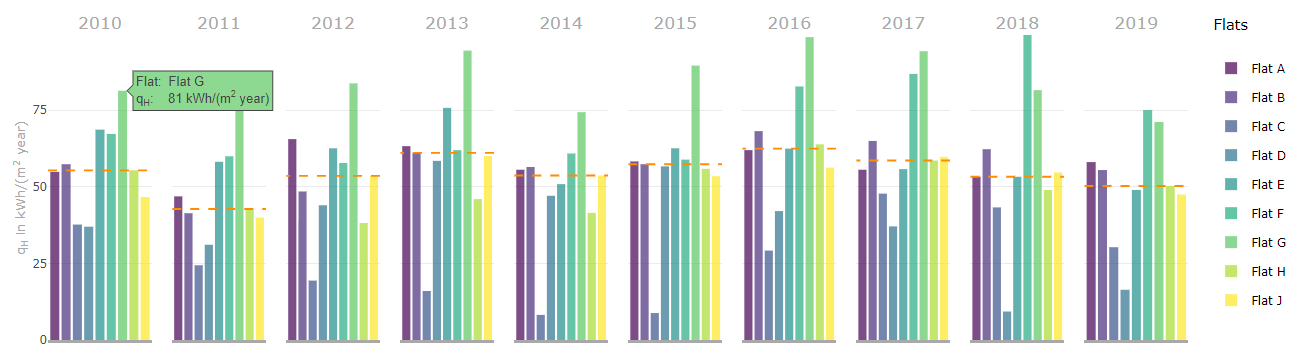 2010 2011 2012 2013 2014 2015 2016 2017 2018 2019
Flats
Flat A
Flat B
Flat C
Flat D
Flat E
Flat F
Flat G
Flat H
Flat J
Flat: Flat G
qH: 81 kWh/(m² year)
qH In kWh/(m² year)
75
50
25
0